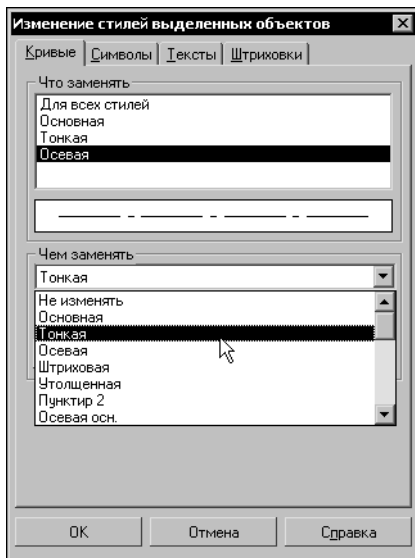 Изменение стилей выделенных объектов
Кривые Символы Тексты Штриховки
Что заменять
Для всех стилей
Основная
Тонкая
Осевая
Чем заменять
Тонкая
Не изменять
Основная
Тонкая
Осевая
Штриховая
Утолщенная
Пунктир 2
Осевая осн.
OK Отмена Справка